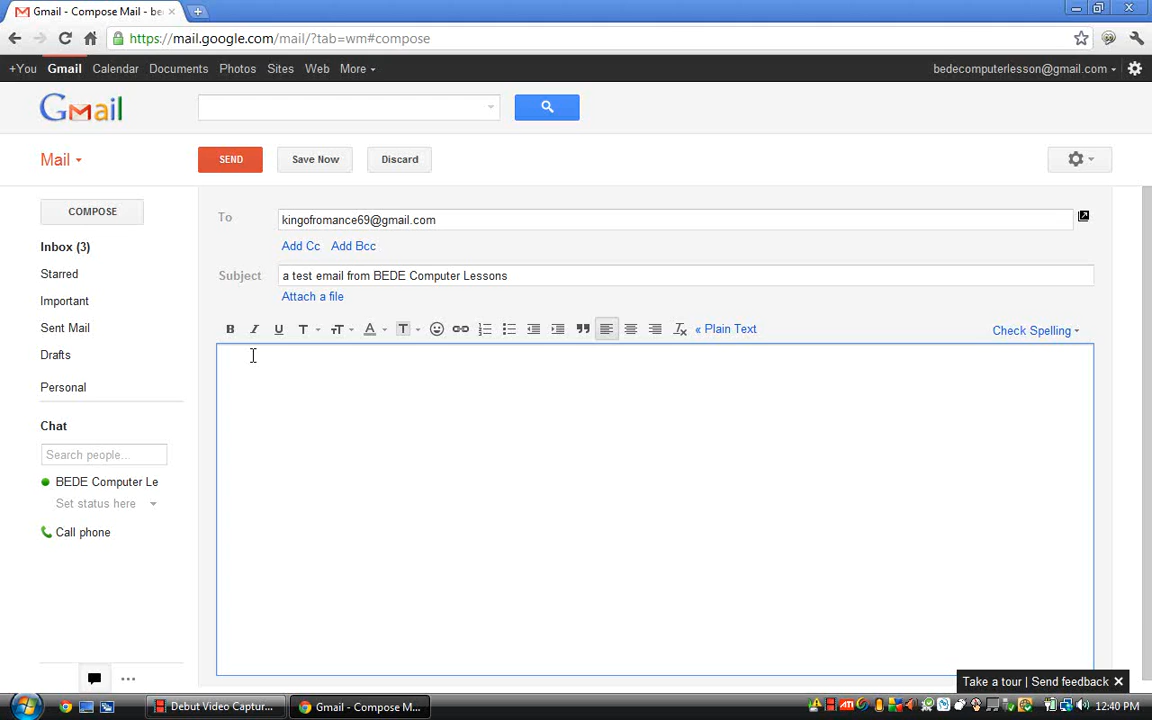 Gmail - Compose Mail - be
https://mail.google.com/mail/?tab=wm#compose
+You Gmail Calendar Documents Photos Sites Web More bedecomputerlesson@gmail.com
Gmail
Mail SEND Save Now Discard
COMPOSE
To kingofromance69@gmail.com
Add Cc Add Bcc
Subject a test email from BEDE Computer Lessons
Attach a file
B I U T T A T « Plain Text Check Spelling
Inbox (3)
Starred
Important
Sent Mail
Drafts
Personal
Chat
Search people...
BEDE Computer Le
Set status here
Call phone
Take a tour | Send feedback
Debut Video Captur... Gmail - Compose M... 12:40 PM